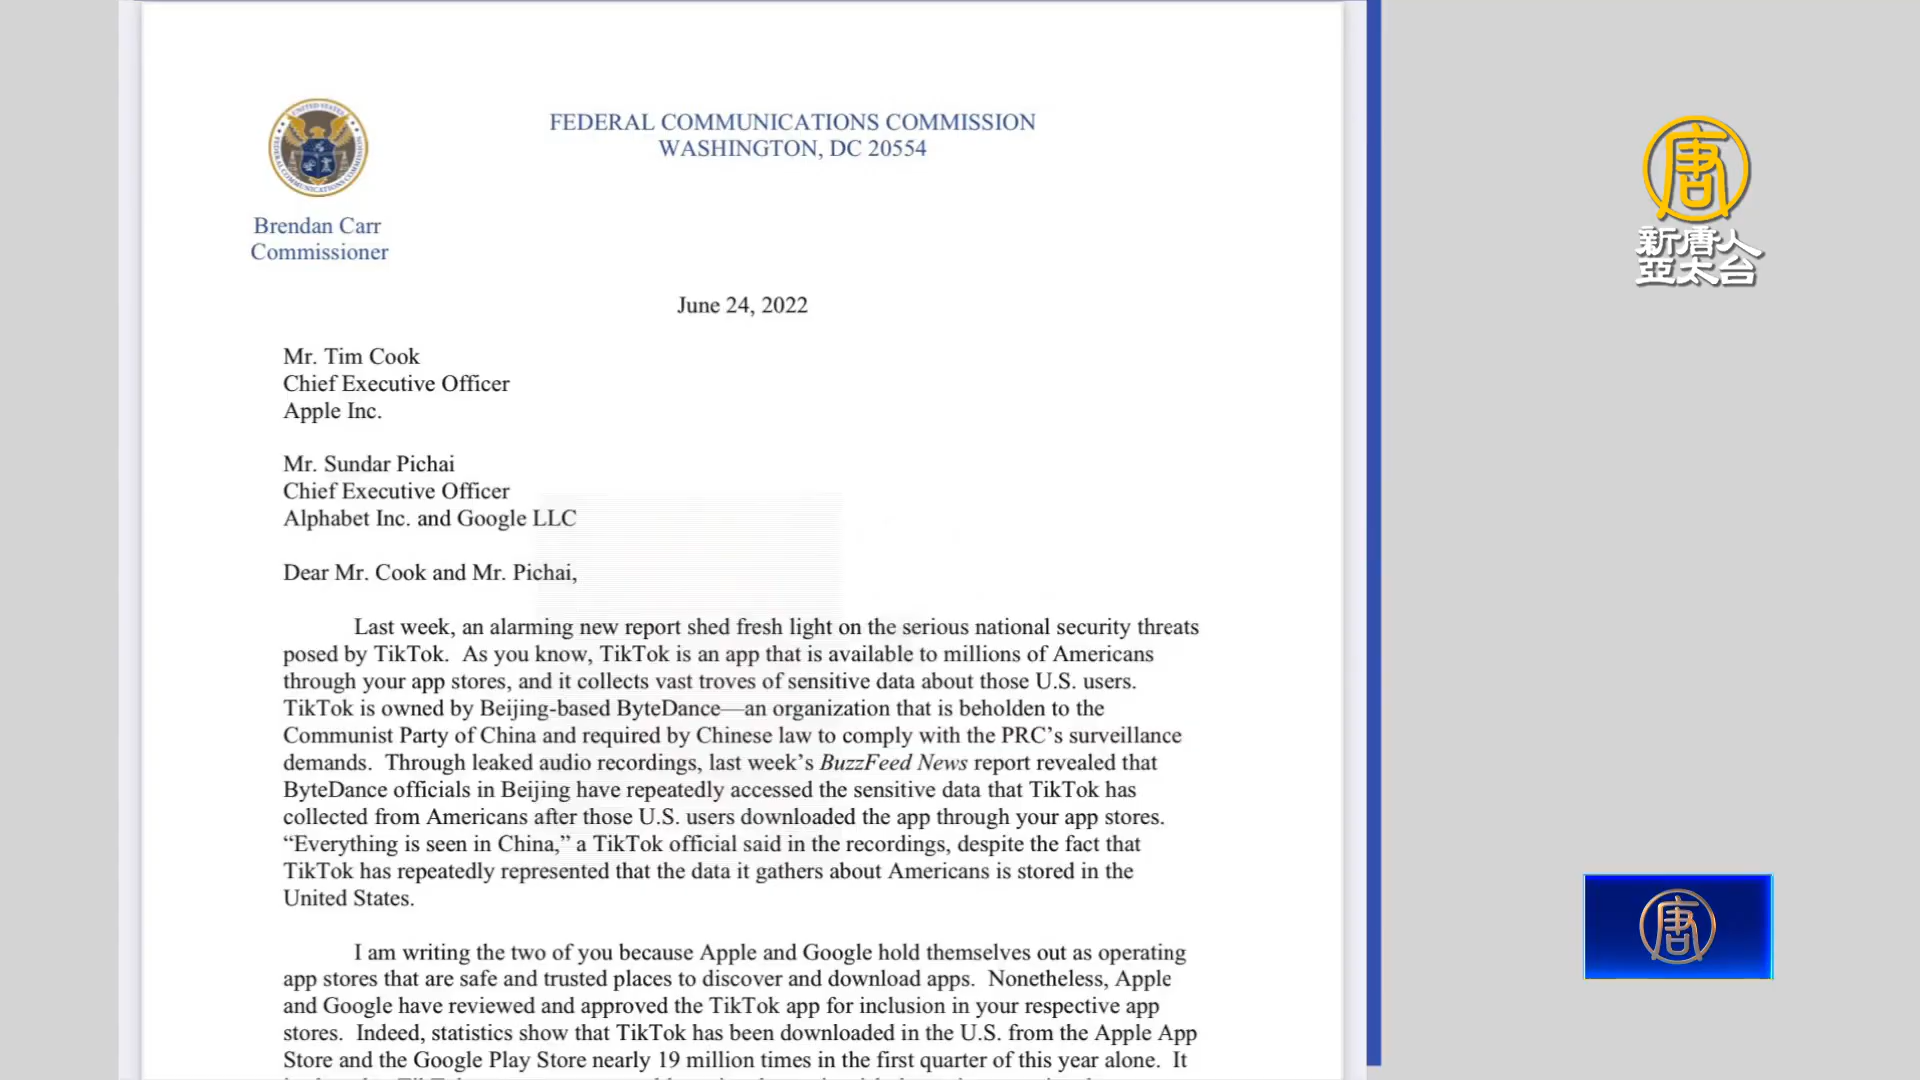 FEDERAL COMMUNICATIONS COMMISSION
WASHINGTON, DC 20554
Brendan Carr
Commissioner
June 24, 2022
Mr. Tim Cook
Chief Executive Officer
Apple Inc.
Mr. Sundar Pichai
Chief Executive Officer
Alphabet Inc. and Google LLC
Dear Mr. Cook and Mr. Pichai,
Last week, an alarming new report shed fresh light on the serious national security threats
posed by TikTok.  As you know, TikTok is an app that is available to millions of Americans
through your app stores, and it collects vast troves of sensitive data about those U.S. users.
TikTok is owned by Beijing-based ByteDance—an organization that is beholden to the
Communist Party of China and required by Chinese law to comply with the PRC’s surveillance
demands.  Through leaked audio recordings, last week’s BuzzFeed News report revealed that
ByteDance officials in Beijing have repeatedly accessed the sensitive data that TikTok has
collected from Americans after those U.S. users downloaded the app through your app stores.
“Everything is seen in China,” a TikTok official said in the recordings, despite the fact that
TikTok has repeatedly represented that the data it gathers about Americans is stored in the
United States.
I am writing the two of you because Apple and Google hold themselves out as operating
app stores that are safe and trusted places to discover and download apps.  Nonetheless, Apple
and Google have reviewed and approved the TikTok app for inclusion in your respective app
stores.  Indeed, statistics show that TikTok has been downloaded in the U.S. from the Apple App
Store and the Google Play Store nearly 19 million times in the first quarter of this year alone.  It
唐
新唐人
亞太台
唐